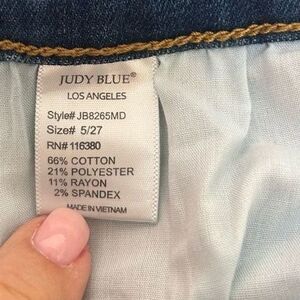 JUDY BLUE®
LOS ANGELES
Style# JB8265MD
Size# 5/27
RN# 116380
66% COTTON
21% POLYESTER
11% RAYON
2% SPANDEX
MADE IN VIETNAM